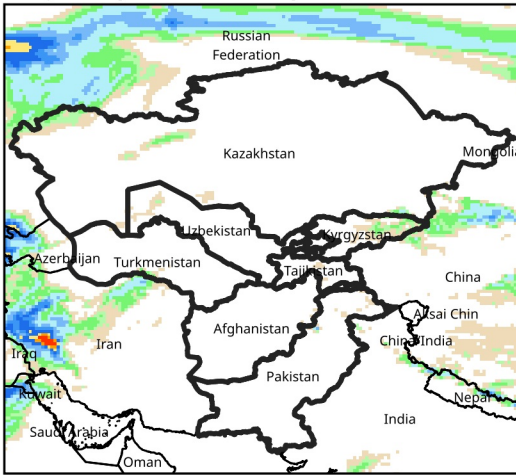 Russian
Federation
Kazakhstan
Mongolia
Uzbekistan
Kyrgyzstan
Azerbaijan
Turkmenistan
Tajikistan
China
Aksai Chin
Afghanistan
China/India
Iran
Iraq
Pakistan
Kuwait
Nepal
India
Saudi Arabia
Oman